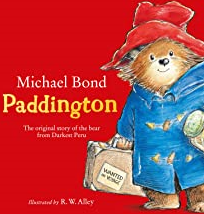 Michael Bond
Paddington
The original story of the bear
from Darkest Peru
WANTED
Illustrated by R. W. Alley